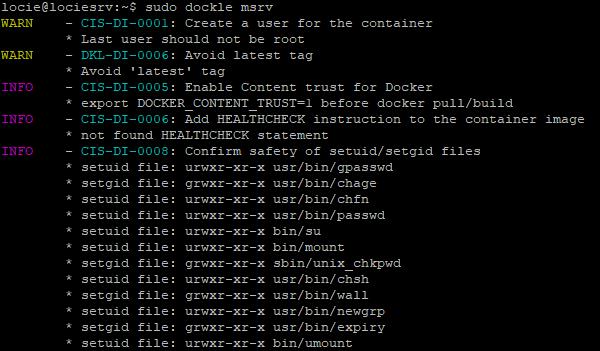 locie@lociesrv:~$ sudo dockle msrv
WARN - CIS-DI-0001: Create a user for the container
* Last user should not be root
WARN - DKL-DI-0006: Avoid latest tag
* Avoid 'latest' tag
INFO - CIS-DI-0005: Enable Content trust for Docker
* export DOCKER_CONTENT_TRUST=1 before docker pull/build
INFO - CIS-DI-0006: Add HEALTHCHECK instruction to the container image
* not found HEALTHCHECK statement
INFO - CIS-DI-0008: Confirm safety of setuid/setgid files
* setuid file: urwxr-xr-x usr/bin/gpasswd
* setgid file: grwxr-xr-x usr/bin/chage
* setuid file: urwxr-xr-x usr/bin/chfn
* setuid file: urwxr-xr-x usr/bin/passwd
* setuid file: urwxr-xr-x bin/su
* setuid file: urwxr-xr-x bin/mount
* setgid file: grwxr-xr-x sbin/unix_chkpwd
* setuid file: urwxr-xr-x usr/bin/chsh
* setgid file: grwxr-xr-x usr/bin/wall
* setuid file: urwxr-xr-x usr/bin/newgrp
* setgid file: grwxr-xr-x usr/bin/expiry
* setuid file: urwxr-xr-x bin/umount